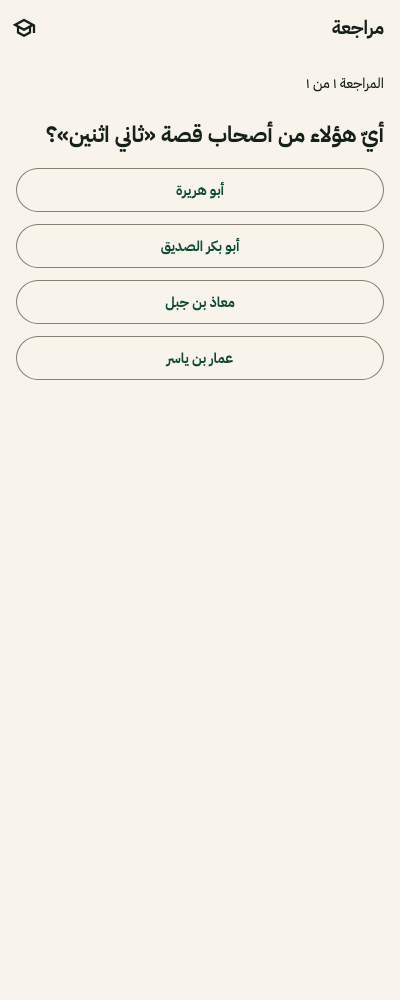 مراجعة
المراجعة ١ من ١
أيّ هؤلاء من أصحاب قصة «ثاني اثنين»؟
أبو هريرة
أبو بكر الصديق
معاذ بن جبل
عمار بن ياسر